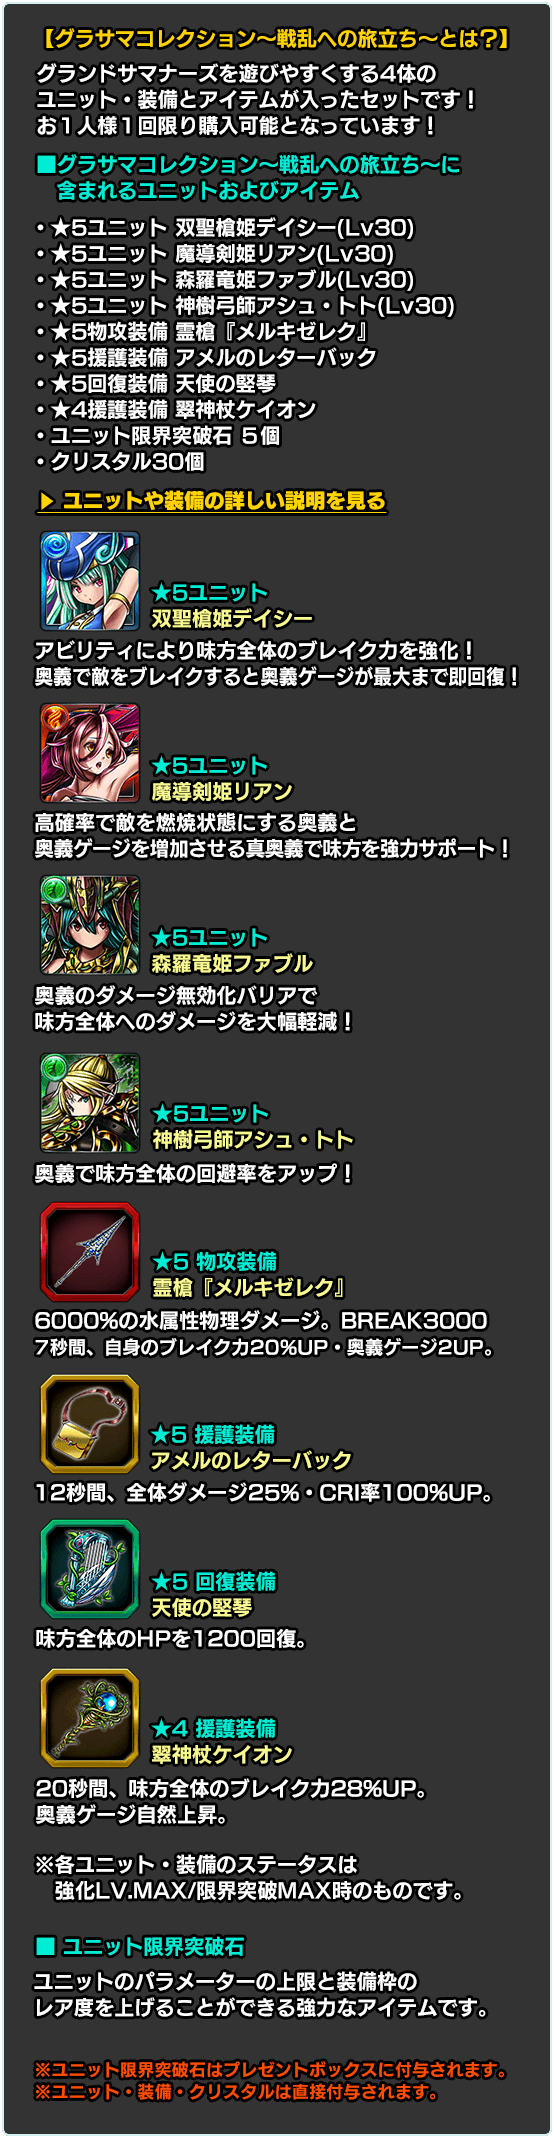 【グラサマコレクション～戦乱への旅立ち～とは？】
グランドサマナーズを遊びやすくする4体の
ユニット・装備とアイテムが入ったセットです！
お１人様１回限り購入可能となっています！
■グラサマコレクション～戦乱への旅立ち～に
含まれるユニットおよびアイテム
・★5ユニット 双聖槍姫デイシー(Lv30)
・★5ユニット 魔導剣姫リアン(Lv30)
・★5ユニット 森羅竜姫ファブル(Lv30)
・★5ユニット 神樹弓師アシュ・トト(Lv30)
・★5物攻装備 霊槍『メルキゼレク』
・★5援護装備 アメルのレターバック
・★5回復装備 天使の竪琴
・★4援護装備 翠神杖ケイオン
・ユニット限界突破石 ５個
・クリスタル30個
▶ ユニットや装備の詳しい説明を見る
★5ユニット
双聖槍姫デイシー
アビリティにより味方全体のブレイク力を強化！
奥義で敵をブレイクすると奥義ゲージが最大まで即回復！
★5ユニット
魔導剣姫リアン
高確率で敵を燃焼状態にする奥義と
奥義ゲージを増加させる真奥義で味方を強力サポート！
★5ユニット
森羅竜姫ファブル
奥義のダメージ無効化バリアで
味方全体へのダメージを大幅軽減！
★5ユニット
神樹弓師アシュ・トト
奥義で味方全体の回避率をアップ！
★5 物攻装備
霊槍『メルキゼレク』
6000%の水属性物理ダメージ。BREAK3000
7秒間、自身のブレイク力20%UP・奥義ゲージ2UP。
★5 援護装備
アメルのレターバック
12秒間、全体ダメージ25%・CRI率100%UP。
★5 回復装備
天使の竪琴
味方全体のHPを1200回復。
★4 援護装備
翠神杖ケイオン
20秒間、味方全体のブレイク力28%UP。
奥義ゲージ自然上昇。
※各ユニット・装備のステータスは
強化LV.MAX/限界突破MAX時のものです。
■ ユニット限界突破石
ユニットのパラメーターの上限と装備枠の
レア度を上げることができる強力なアイテムです。
※ユニット限界突破石はプレゼントボックスに付与されます。
※ユニット・装備・クリスタルは直接付与されます。